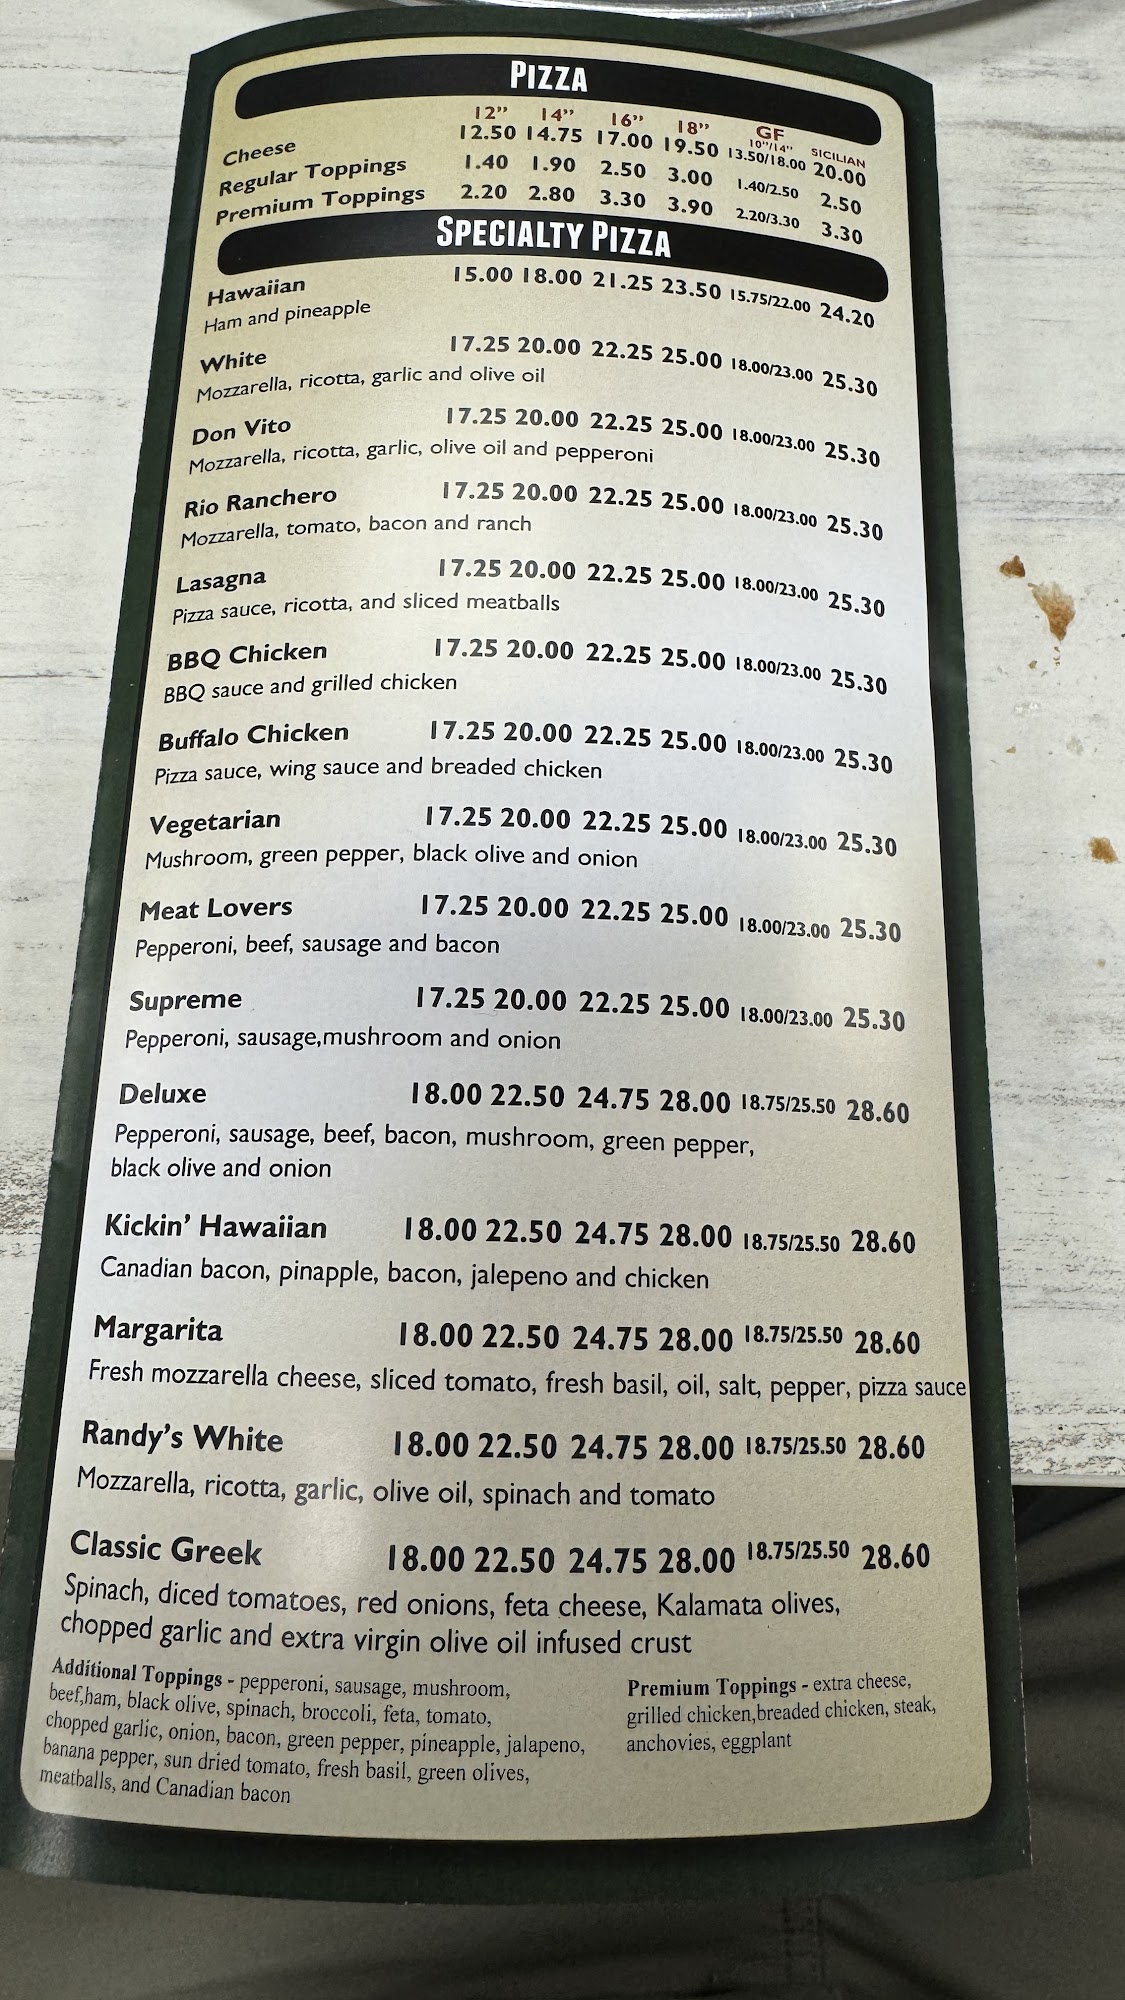 PIZZA
12” 14” 16” 18” GF 10”/14” SICILIAN
Cheese 12.50 14.75 17.00 19.50 13.50/18.00 20.00
Regular Toppings 1.40 1.90 2.50 3.00 1.40/2.50 2.50
Premium Toppings 2.20 2.80 3.30 3.90 2.20/3.30 3.30
SPECIALTY PIZZA
Hawaiian 15.00 18.00 21.25 23.50 15.75/22.00 24.20
Ham and pineapple
White 17.25 20.00 22.25 25.00 18.00/23.00 25.30
Mozzarella, ricotta, garlic and olive oil
Don Vito 17.25 20.00 22.25 25.00 18.00/23.00 25.30
Mozzarella, ricotta, garlic, olive oil and pepperoni
Rio Ranchero 17.25 20.00 22.25 25.00 18.00/23.00 25.30
Mozzarella, tomato, bacon and ranch
Lasagna 17.25 20.00 22.25 25.00 18.00/23.00 25.30
Pizza sauce, ricotta, and sliced meatballs
BBQ Chicken 17.25 20.00 22.25 25.00 18.00/23.00 25.30
BBQ sauce and grilled chicken
Buffalo Chicken 17.25 20.00 22.25 25.00 18.00/23.00 25.30
Pizza sauce, wing sauce and breaded chicken
Vegetarian 17.25 20.00 22.25 25.00 18.00/23.00 25.30
Mushroom, green pepper, black olive and onion
Meat Lovers 17.25 20.00 22.25 25.00 18.00/23.00 25.30
Pepperoni, beef, sausage and bacon
Supreme 17.25 20.00 22.25 25.00 18.00/23.00 25.30
Pepperoni, sausage,mushroom and onion
Deluxe 18.00 22.50 24.75 28.00 18.75/25.50 28.60
Pepperoni, sausage, beef, bacon, mushroom, green pepper,
black olive and onion
Kickin’ Hawaiian 18.00 22.50 24.75 28.00 18.75/25.50 28.60
Canadian bacon, pinapple, bacon, jalepeno and chicken
Margarita 18.00 22.50 24.75 28.00 18.75/25.50 28.60
Fresh mozzarella cheese, sliced tomato, fresh basil, oil, salt, pepper, pizza sauce
Randy’s White 18.00 22.50 24.75 28.00 18.75/25.50 28.60
Mozzarella, ricotta, garlic, olive oil, spinach and tomato
Classic Greek 18.00 22.50 24.75 28.00 18.75/25.50 28.60
Spinach, diced tomatoes, red onions, feta cheese, Kalamata olives,
chopped garlic and extra virgin olive oil infused crust
Additional Toppings - pepperoni, sausage, mushroom,
beef,ham, black olive, spinach, broccoli, feta, tomato,
chopped garlic, onion, bacon, green pepper, pineapple, jalapeno,
banana pepper, sun dried tomato, fresh basil, green olives,
meatballs, and Canadian bacon
Premium Toppings - extra cheese,
grilled chicken,breaded chicken, steak,
anchovies, eggplant